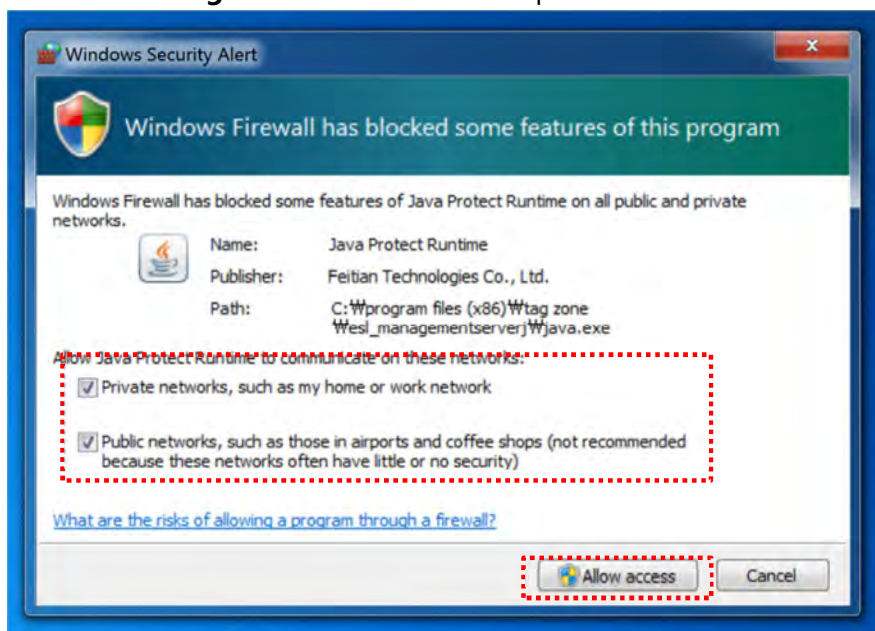 Windows Security Alert
Windows Firewall has blocked some features of this program
Windows Firewall has blocked some features of Java Protect Runtime on all public and private
networks.
Name: Java Protect Runtime
Publisher: Feitian Technologies Co., Ltd.
Path: C:₩program files (x86)₩tag zone
₩esl_managementserverj₩java.exe
Allow Java Protect Runtime to communicate on these networks:
Private networks, such as my home or work network
Public networks, such as those in airports and coffee shops (not recommended
because these networks often have little or no security)
What are the risks of allowing a program through a firewall?
Allow access Cancel